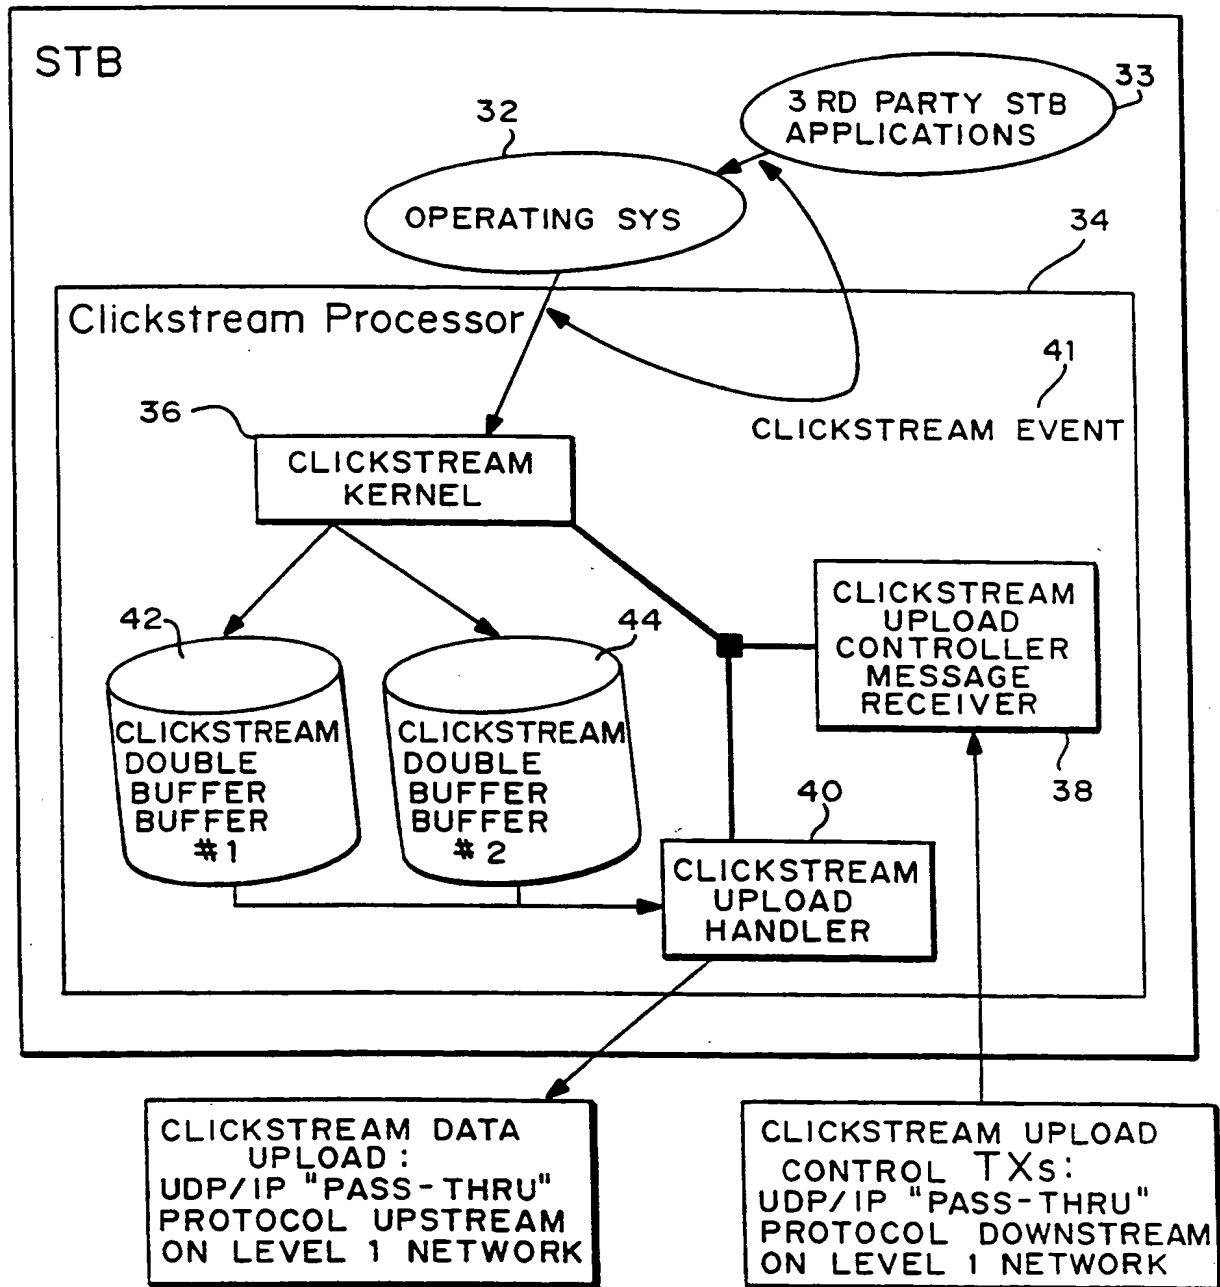 STB
33
3RD PARTY STB
APPLICATIONS
32
OPERATING SYS
34
Clickstream Processor
41
CLICKSTREAM EVENT
36
CLICKSTREAM
KERNEL
CLICKSTREAM
UPLOAD
CONTROLLER
MESSAGE
RECEIVER
38
42
CLICKSTREAM
DOUBLE
BUFFER
BUFFER
#1
44
CLICKSTREAM
DOUBLE
BUFFER
BUFFER
#2
40
CLICKSTREAM
UPLOAD
HANDLER
CLICKSTREAM DATA
UPLOAD:
UDP/IP "PASS-THRU"
PROTOCOL UPSTREAM
ON LEVEL 1 NETWORK
CLICKSTREAM UPLOAD
CONTROL TXs:
UDP/IP "PASS-THRU"
PROTOCOL DOWNSTREAM
ON LEVEL 1 NETWORK